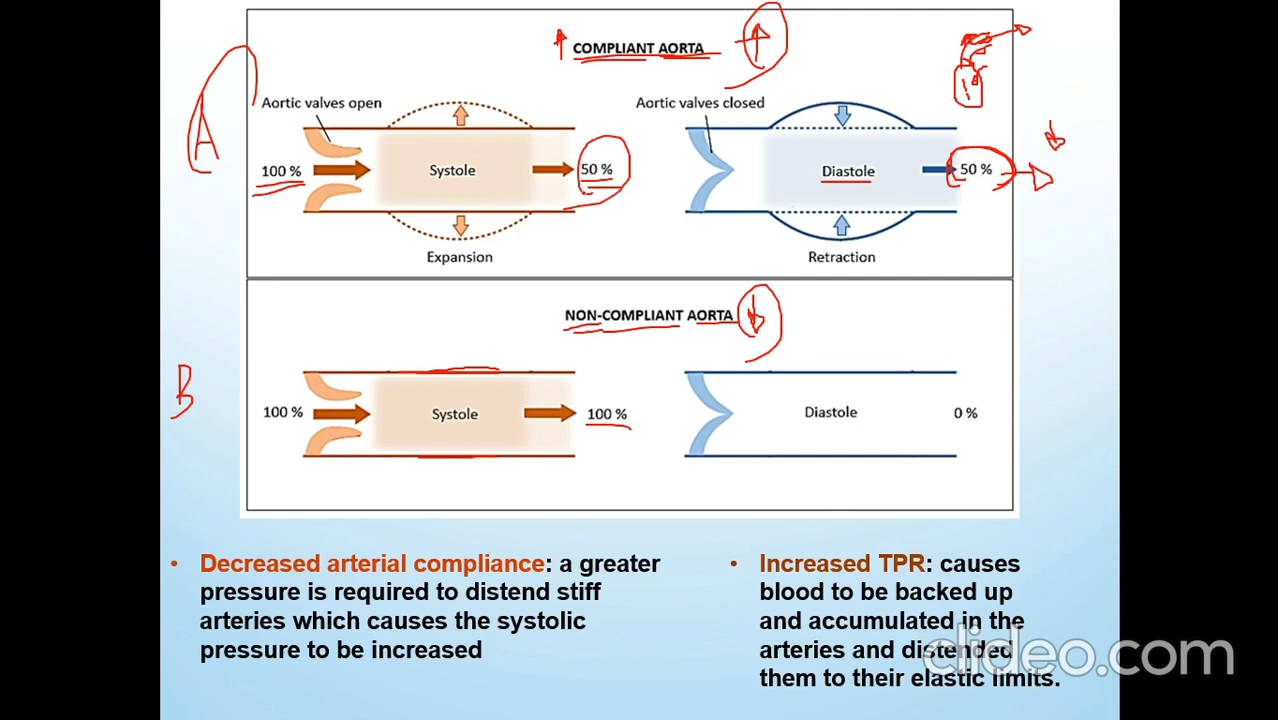 COMPLIANT AORTA
A
Aortic valves open
Aortic valves closed
100 %
Systole
50 %
Diastole
50 %
Expansion
Retraction
NON-COMPLIANT AORTA
B
100 %
Systole
100 %
Diastole
0 %
• Decreased arterial compliance: a greater
pressure is required to distend stiff
arteries which causes the systolic
pressure to be increased
• Increased TPR: causes
blood to be backed up
and accumulated in the
arteries and distended
them to their elastic limits.
clideo.com